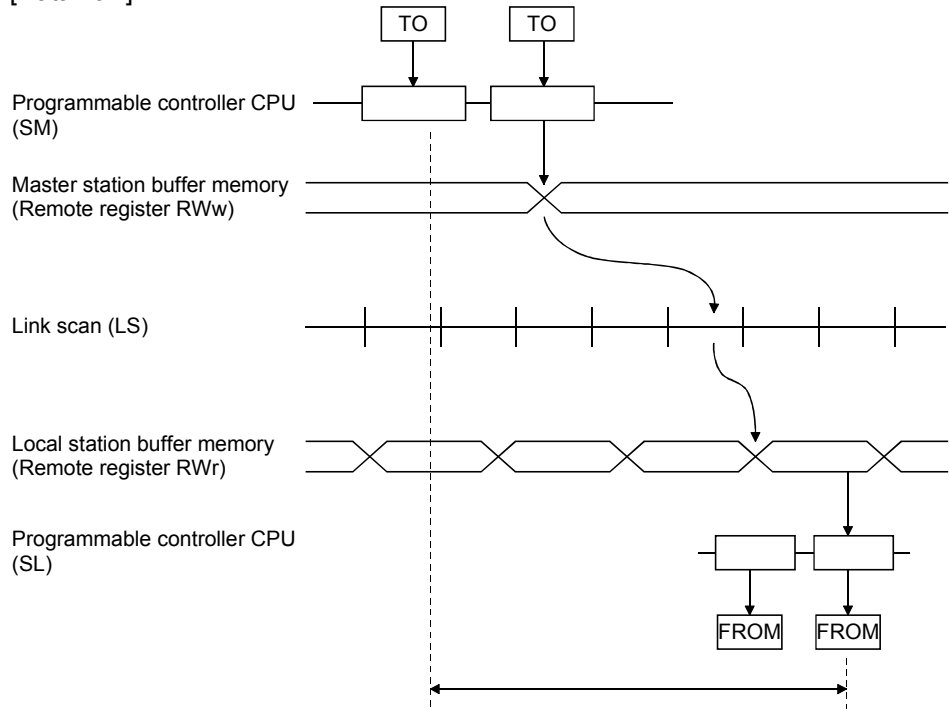 TO TO
Programmable controller CPU
(SM)
Master station buffer memory
(Remote register RWw)
Link scan (LS)
Local station buffer memory
(Remote register RWr)
Programmable controller CPU
(SL)
FROM FROM